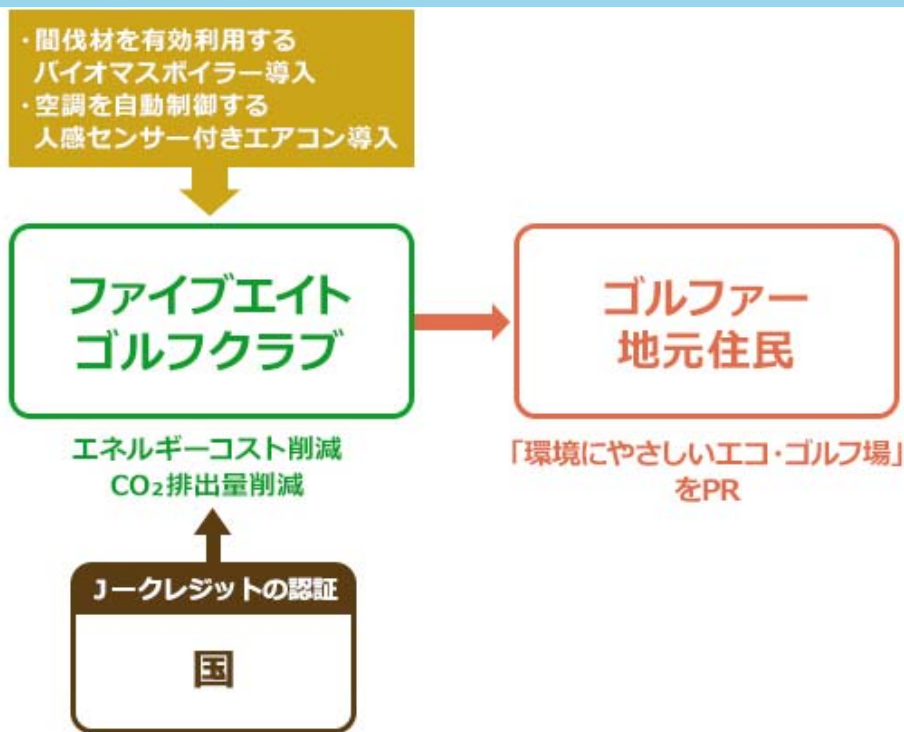 ・間伐材を有効利用する
バイオマスボイラー導入
・空調を自動制御する
人感センサー付きエアコン導入
ファイブエイト
ゴルフクラブ
ゴルファー
地元住民
エネルギーコスト削減
CO₂排出量削減
「環境にやさしいエコ・ゴルフ場」
をPR
Jークレジットの認証
国